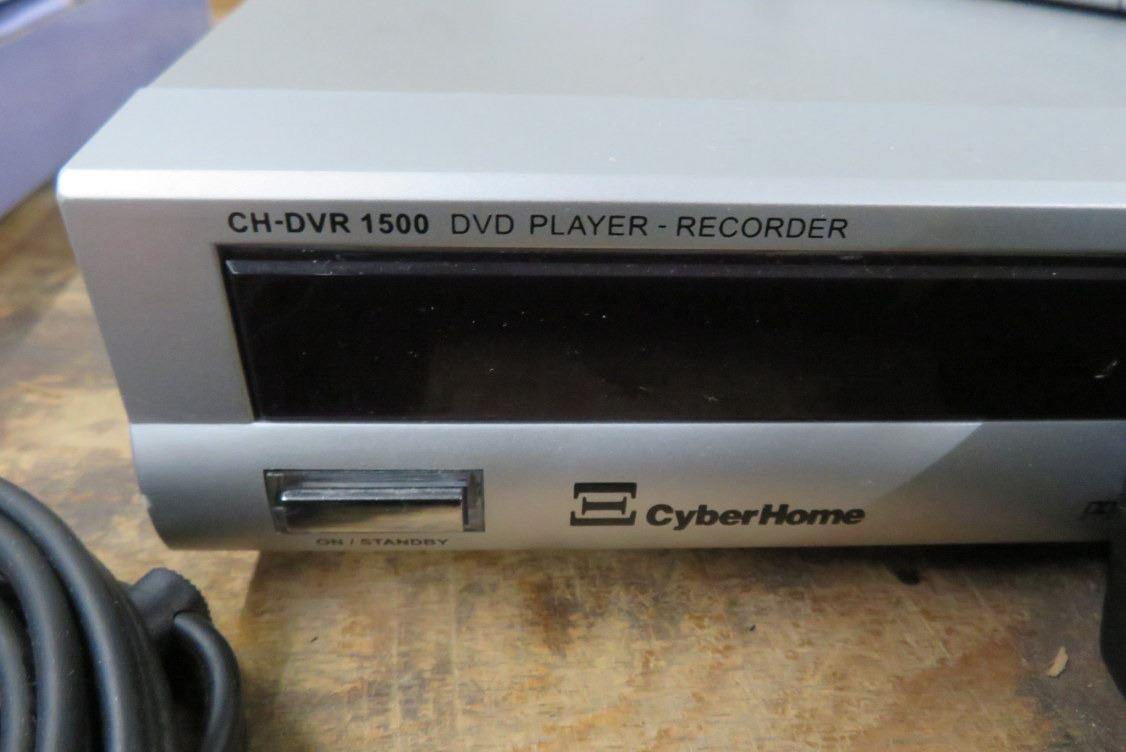 CH-DVR 1500 DVD PLAYER - RECORDER
ON / STANDBY
CyberHome